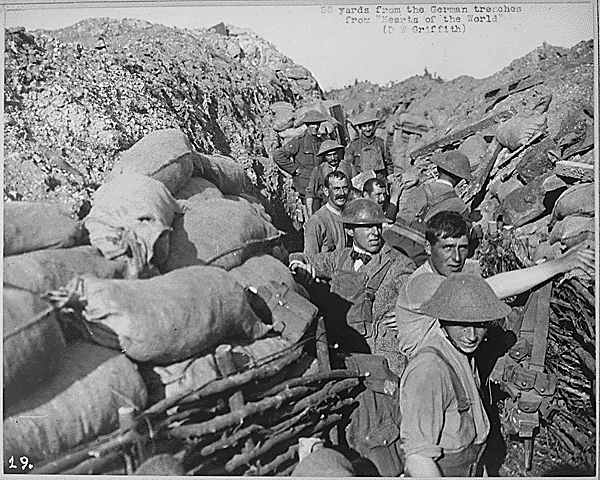 50 yards from the German trenches
from "Hearts of the World"
(D W Griffith)
19.